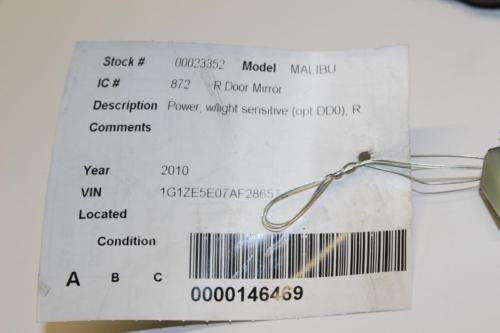 Stock # 00023352 Model MALIBU
IC # 872 R Door Mirror
Description Power, w/light sensitive (opt DD0), R
Comments
Year 2010
VIN
Located
Condition
A B C
0000146469